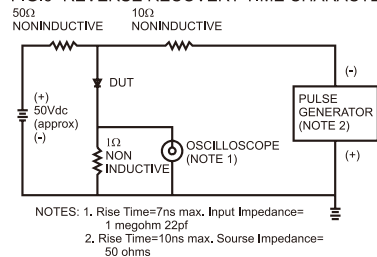 50Ω
NONINDUCTIVE
10Ω
NONINDUCTIVE
DUT
(+)
50Vdc
(approx)
(-)
1Ω
NON
INDUCTIVE
OSCILLOSCOPE
(NOTE 1)
(-)
PULSE
GENERATOR
(NOTE 2)
(+)
NOTES: 1. Rise Time=7ns max. Input Impedance=
1 megohm 22pf
2. Rise Time=10ns max. Sourse Impedance=
50 ohms